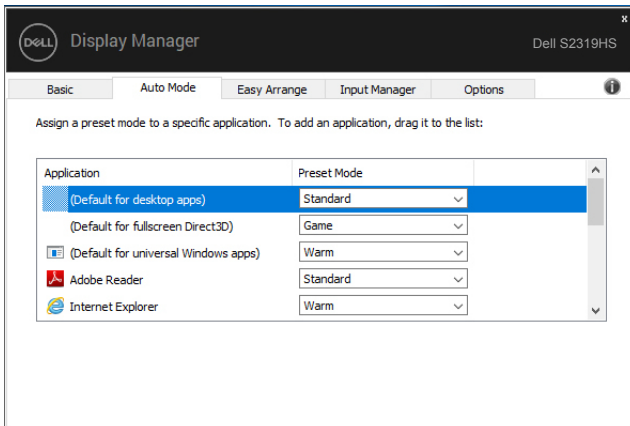 x
DELL
Display Manager
Dell S2319HS
Basic Auto Mode Easy Arrange Input Manager Options i
Assign a preset mode to a specific application. To add an application, drag it to the list:
Application Preset Mode
(Default for desktop apps) Standard
(Default for fullscreen Direct3D) Game
(Default for universal Windows apps) Warm
Adobe Reader Standard
Internet Explorer Warm